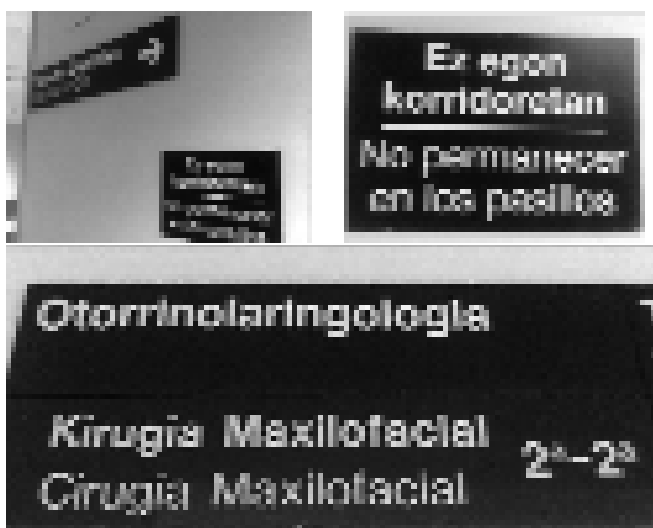 Ez egon
korridoretan
No permanecer
en los pasillos
Otorrinolaringologia
Kirugia Maxilofacial
Cirugia Maxilofacial
2ª-2ª